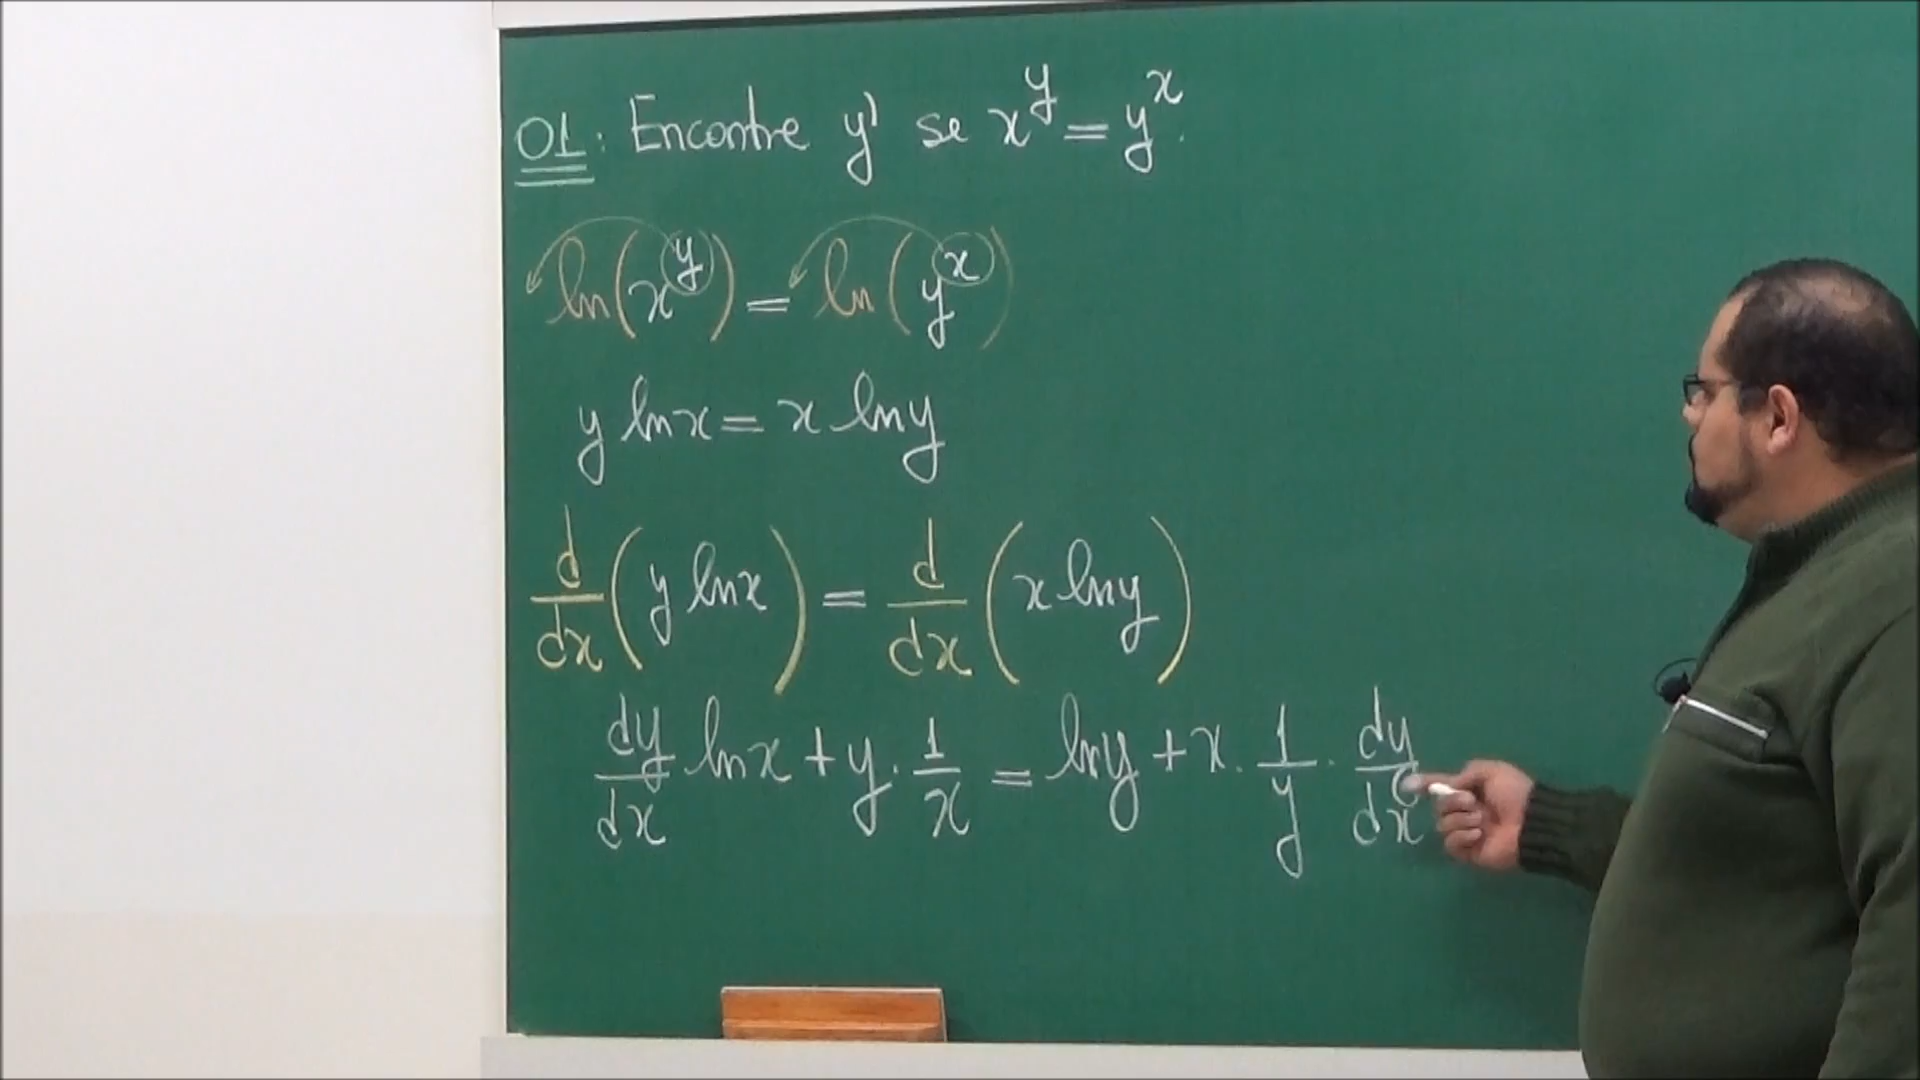 01: Encontre y' se x^y = y^x.
ln(x^y) = ln(y^x)
y lnx = x lny
d/dx (y lnx) = d/dx (x lny)
dy/dx lnx + y · 1/x = lny + x · 1/y · dy/dx